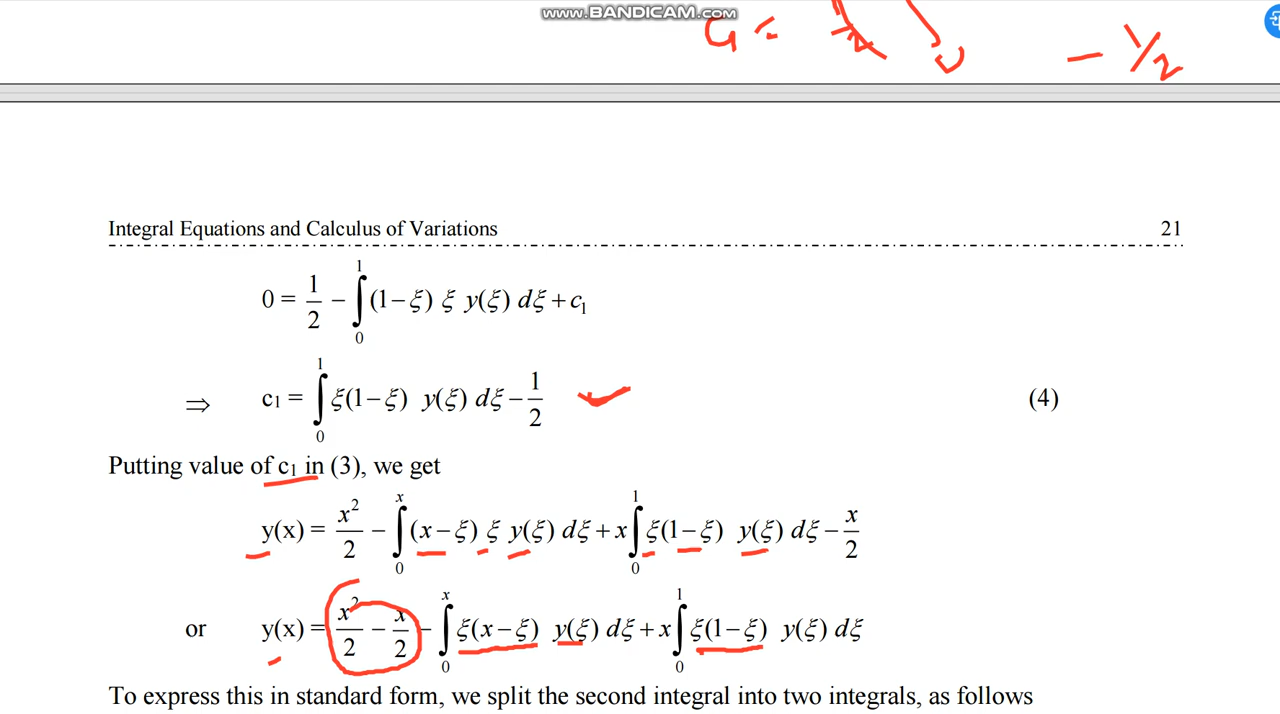 www.BANDICAM.com
- 1/2
Integral Equations and Calculus of Variations 21
0 = 1/2 − ∫₀¹ (1−ξ) ξ y(ξ) dξ + c₁
⇒ c₁ = ∫₀¹ ξ(1−ξ) y(ξ) dξ − 1/2 (4)
Putting value of c₁ in (3), we get
y(x) = x²/2 − ∫₀ˣ (x−ξ) ξ y(ξ) dξ + x ∫₀¹ ξ(1−ξ) y(ξ) dξ − x/2
or y(x) = x²/2 − x/2 − ∫₀ˣ ξ(x−ξ) y(ξ) dξ + x ∫₀¹ ξ(1−ξ) y(ξ) dξ
To express this in standard form, we split the second integral into two integrals, as follows